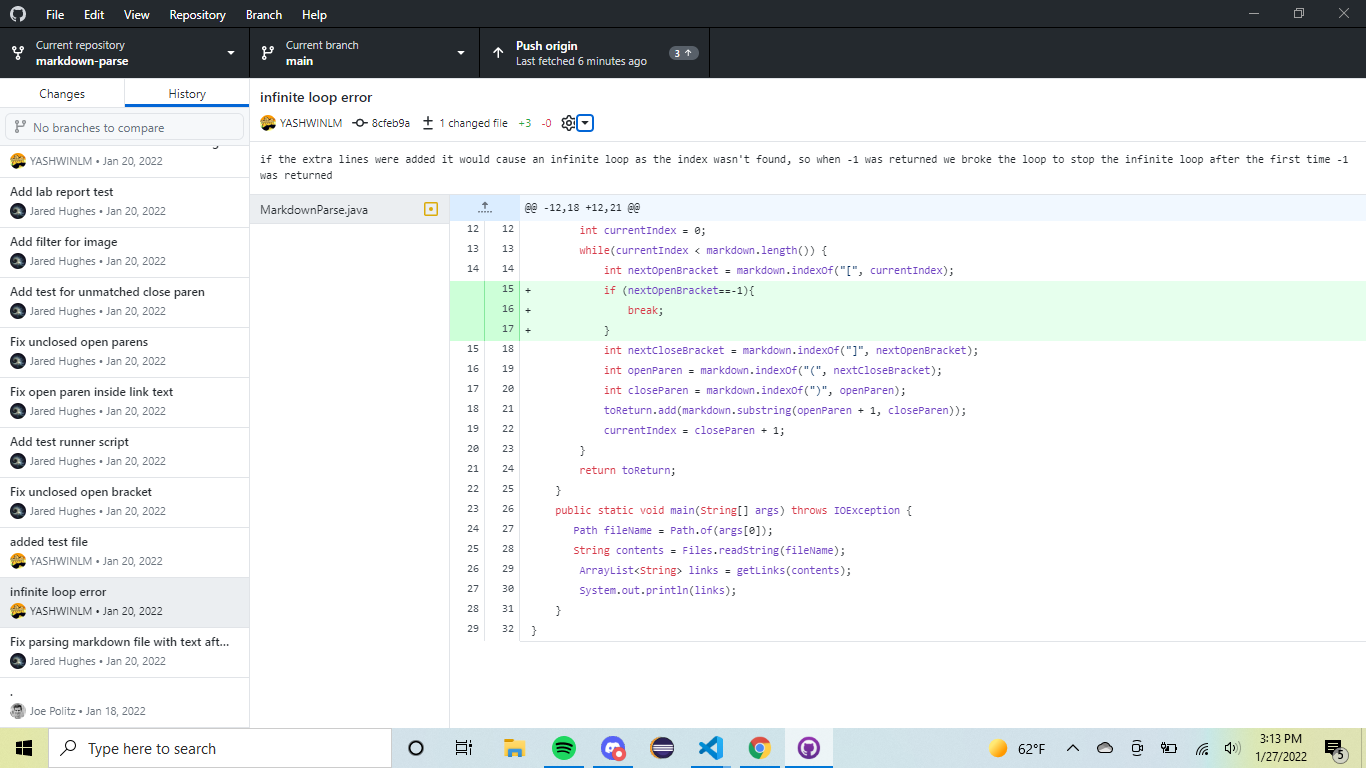 File Edit View Repository Branch Help
Current repository
markdown-parse
Current branch
main
Push origin
Last fetched 6 minutes ago
3
Changes History
No branches to compare
YASHWINLM • Jan 20, 2022
Add lab report test
Jared Hughes • Jan 20, 2022
Add filter for image
Jared Hughes • Jan 20, 2022
Add test for unmatched close paren
Jared Hughes • Jan 20, 2022
Fix unclosed open parens
Jared Hughes • Jan 20, 2022
Fix open paren inside link text
Jared Hughes • Jan 20, 2022
Add test runner script
Jared Hughes • Jan 20, 2022
Fix unclosed open bracket
Jared Hughes • Jan 20, 2022
added test file
YASHWINLM • Jan 20, 2022
infinite loop error
YASHWINLM • Jan 20, 2022
Fix parsing markdown file with text aft...
Jared Hughes • Jan 20, 2022
.
Joe Politz • Jan 18, 2022
infinite loop error
YASHWINLM 8cfeb9a 1 changed file +3 -0
if the extra lines were added it would cause an infinite loop as the index wasn't found, so when -1 was returned we broke the loop to stop the infinite loop after the first time -1
was returned
MarkdownParse.java
@@ -12,18 +12,21 @@
12 12 int currentIndex = 0;
13 13 while(currentIndex < markdown.length()) {
14 14 int nextOpenBracket = markdown.indexOf("[", currentIndex);
15 + if (nextOpenBracket==-1){
16 + break;
17 + }
15 18 int nextCloseBracket = markdown.indexOf("]", nextOpenBracket);
16 19 int openParen = markdown.indexOf("(", nextCloseBracket);
17 20 int closeParen = markdown.indexOf(")", openParen);
18 21 toReturn.add(markdown.substring(openParen + 1, closeParen));
19 22 currentIndex = closeParen + 1;
20 23 }
21 24 return toReturn;
22 25 }
23 26 public static void main(String[] args) throws IOException {
24 27 Path fileName = Path.of(args[0]);
25 28 String contents = Files.readString(fileName);
26 29 ArrayList<String> links = getLinks(contents);
27 30 System.out.println(links);
28 31 }
29 32 }
Type here to search
62°F
3:13 PM
1/27/2022
5